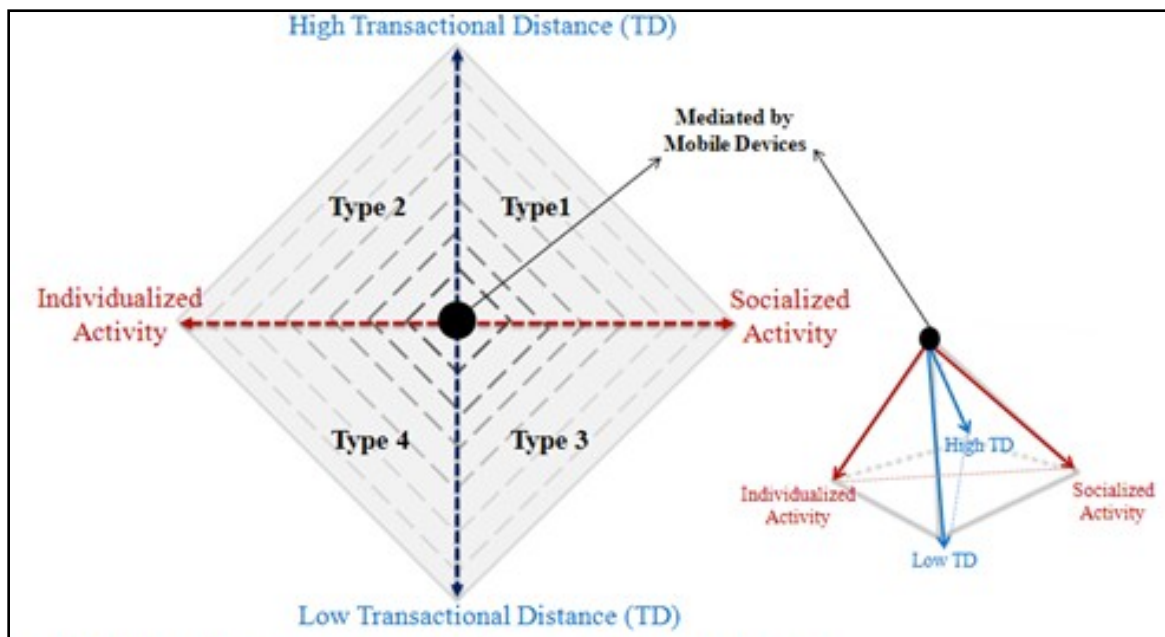 High Transactional Distance (TD)
Mediated by
Mobile Devices
Type 2
Type1
Individualized
Activity
Socialized
Activity
Type 4
Type 3
High TD
Individualized
Activity
Socialized
Activity
Low TD
Low Transactional Distance (TD)